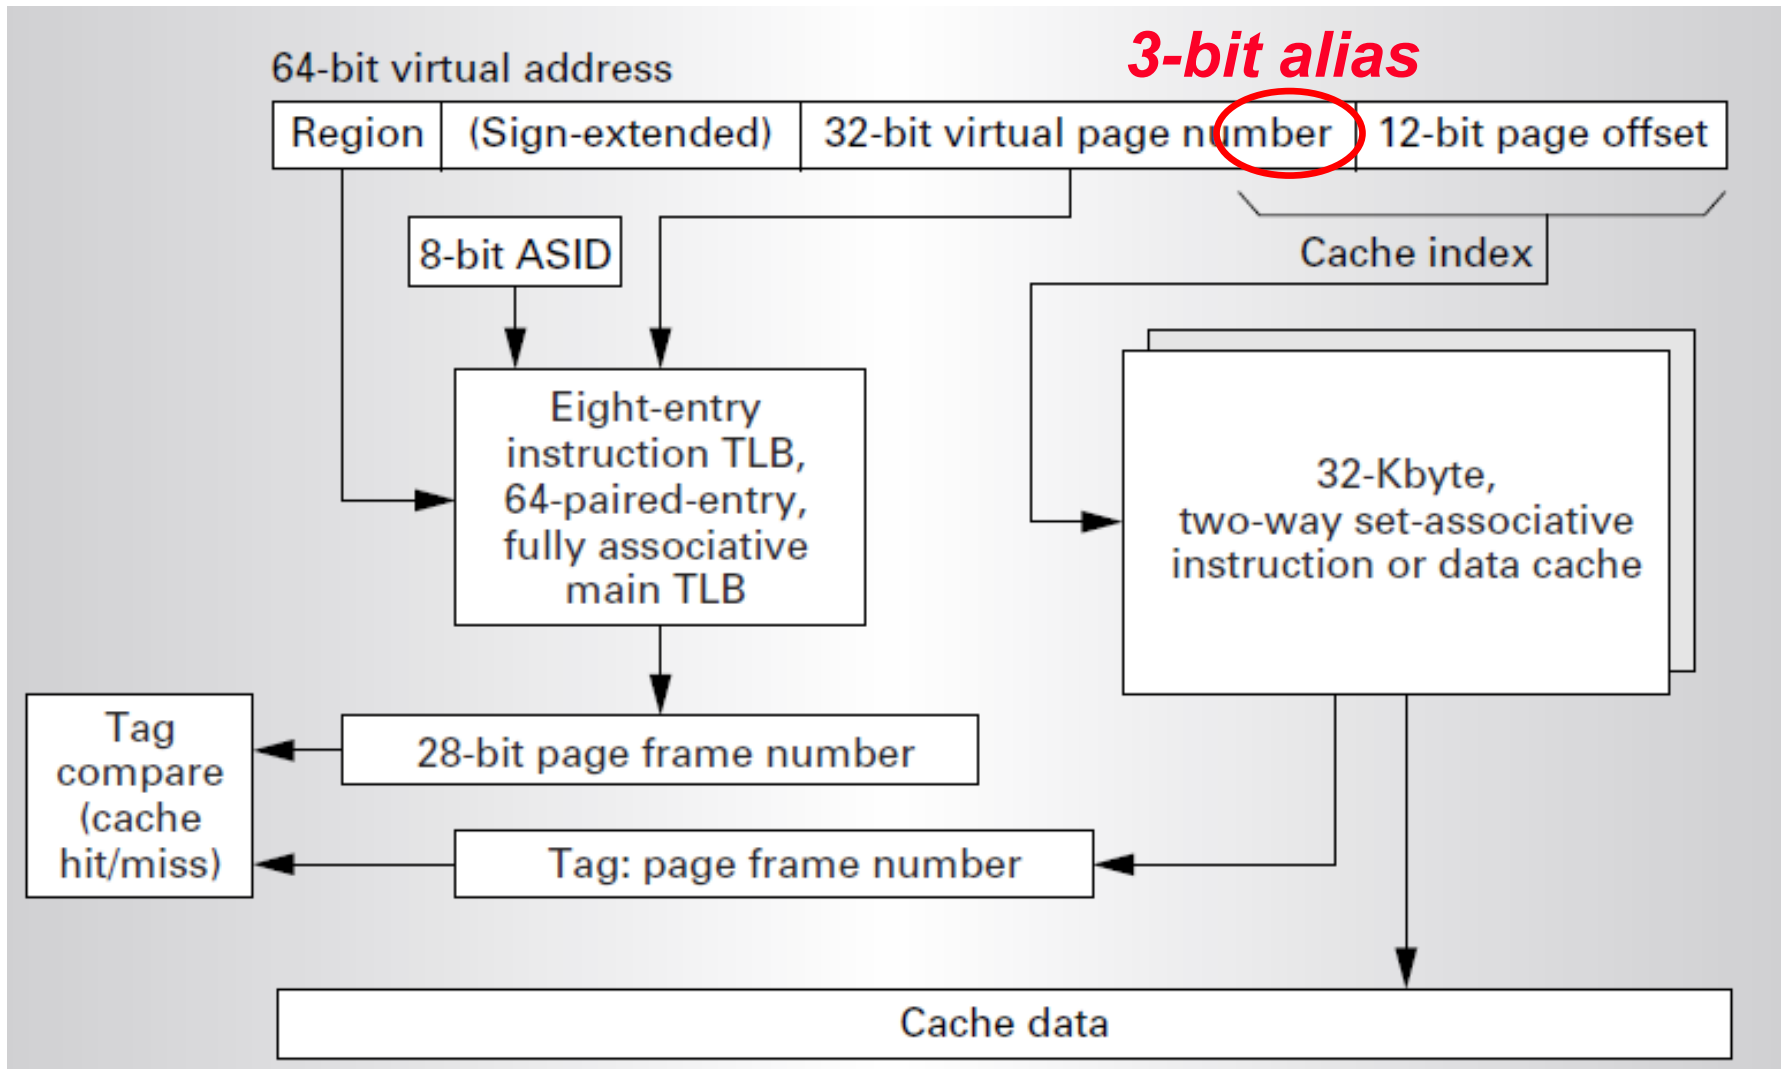 3-bit alias
64-bit virtual address
Region
(Sign-extended)
32-bit virtual page number
12-bit page offset
8-bit ASID
Cache index
Eight-entry
instruction TLB,
64-paired-entry,
fully associative
main TLB
32-Kbyte,
two-way set-associative
instruction or data cache
Tag
compare
(cache
hit/miss)
28-bit page frame number
Tag: page frame number
Cache data